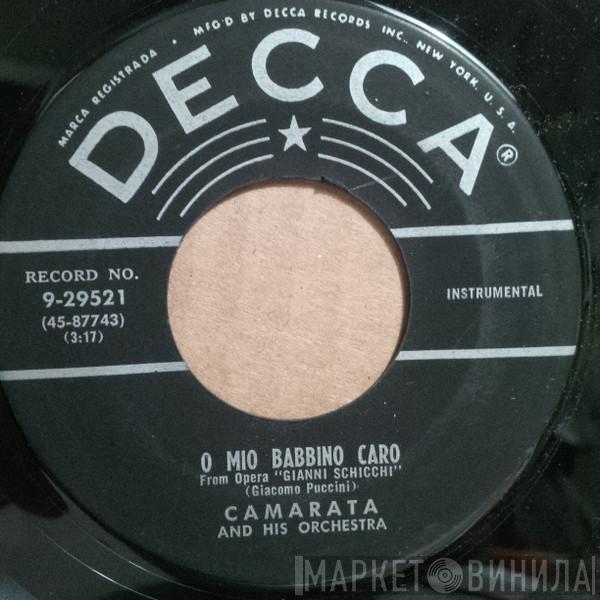 MARCA REGISTRADA • MFG'D BY DECCA RECORDS INC., NEW YORK, U. S. A.
DECCA®
RECORD NO.
9-29521
(45-87743)
(3:17)
INSTRUMENTAL
O MIO BABBINO CARO
From Opera "GIANNI SCHICCHI"
(Giacomo Puccini)
CAMARATA
AND HIS ORCHESTRA
МАРКЕТ ВИНИЛА